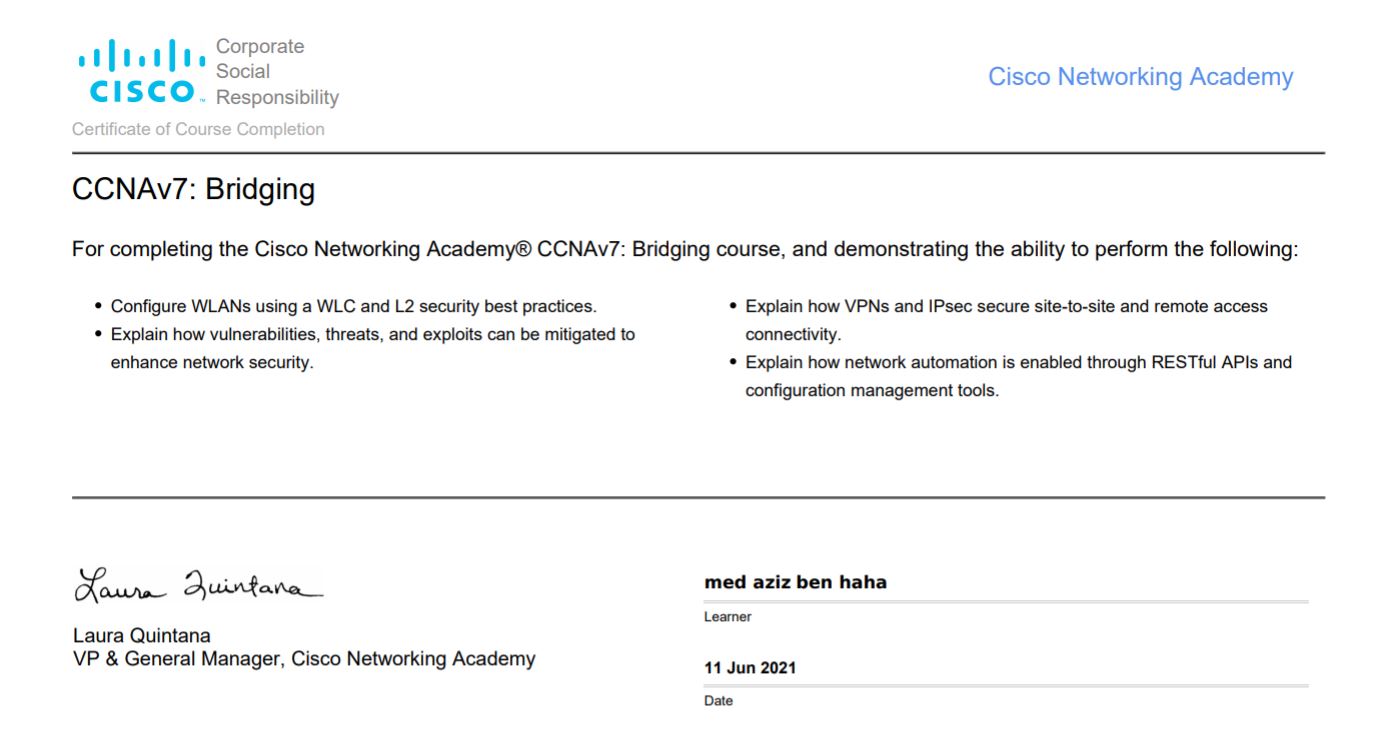 CISCO
Corporate
Social
Responsibility
Cisco Networking Academy
Certificate of Course Completion
CCNAv7: Bridging
For completing the Cisco Networking Academy® CCNAv7: Bridging course, and demonstrating the ability to perform the following:
• Configure WLANs using a WLC and L2 security best practices.
• Explain how vulnerabilities, threats, and exploits can be mitigated to
enhance network security.
• Explain how VPNs and IPsec secure site-to-site and remote access
connectivity.
• Explain how network automation is enabled through RESTful APIs and
configuration management tools.
Laura Quintana
Laura Quintana
VP & General Manager, Cisco Networking Academy
med aziz ben haha
Learner
11 Jun 2021
Date